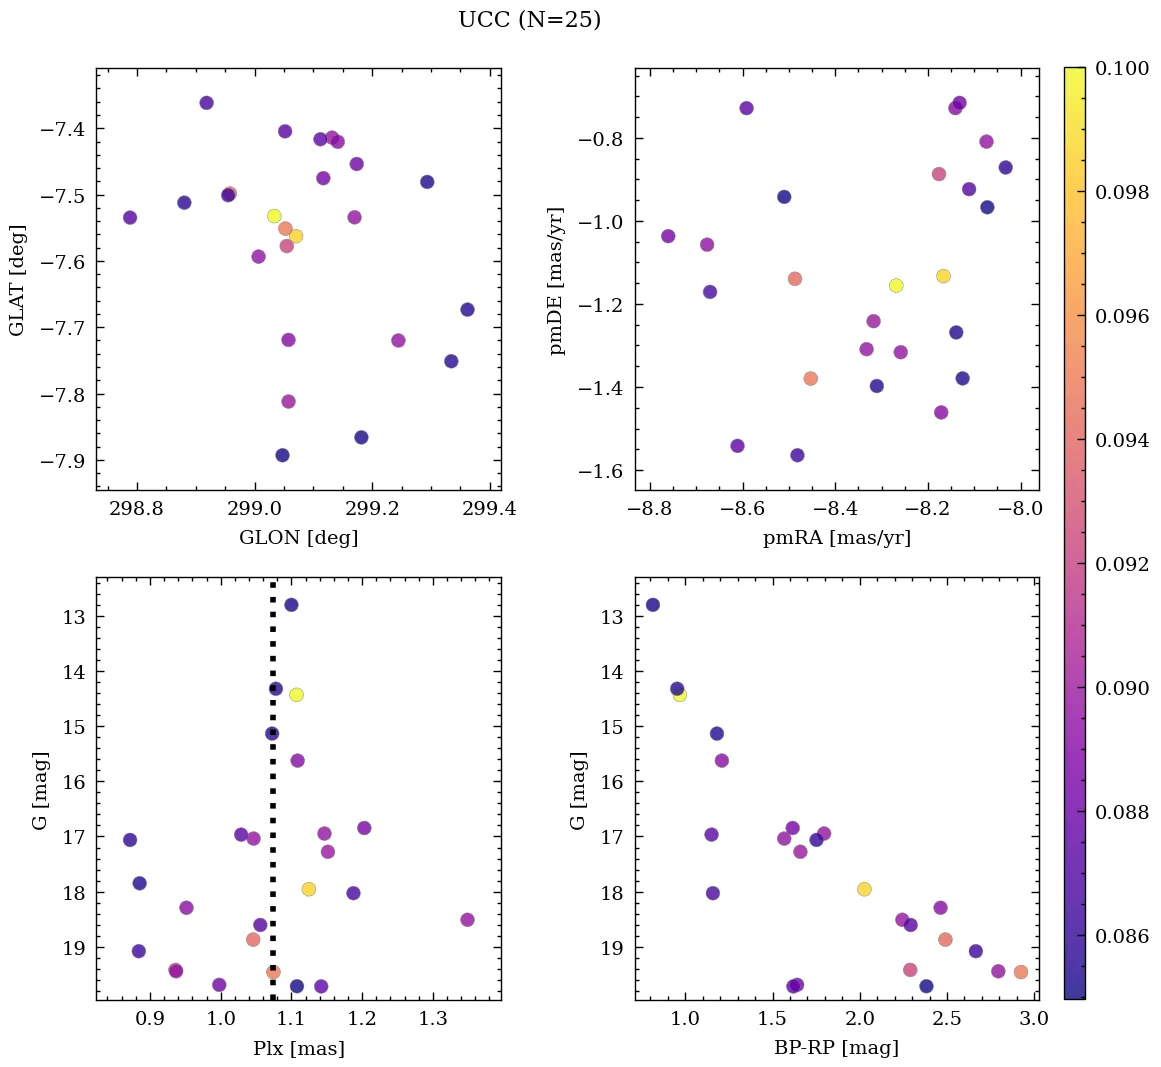 UCC (N=25)
−7.4
−7.5
−7.6
−7.7
−7.8
−7.9
GLAT [deg]
298.8 299.0 299.2 299.4
GLON [deg]
−0.8
−1.0
−1.2
−1.4
−1.6
pmDE [mas/yr]
−8.8 −8.6 −8.4 −8.2 −8.0
pmRA [mas/yr]
13
14
15
16
17
18
19
G [mag]
0.9 1.0 1.1 1.2 1.3
Plx [mas]
13
14
15
16
17
18
19
G [mag]
1.0 1.5 2.0 2.5 3.0
BP-RP [mag]
0.100
0.098
0.096
0.094
0.092
0.090
0.088
0.086